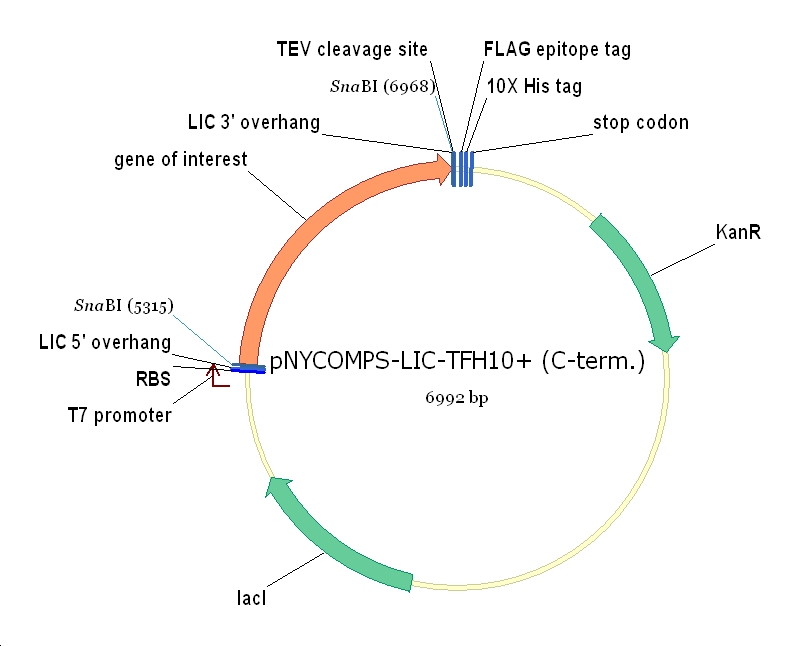 TEV cleavage site
FLAG epitope tag
SnaBI (6968)
10X His tag
LIC 3' overhang
stop codon
gene of interest
KanR
SnaBI (5315)
LIC 5' overhang
pNYCOMPS-LIC-TFH10+ (C-term.)
RBS
6992 bp
T7 promoter
lacI